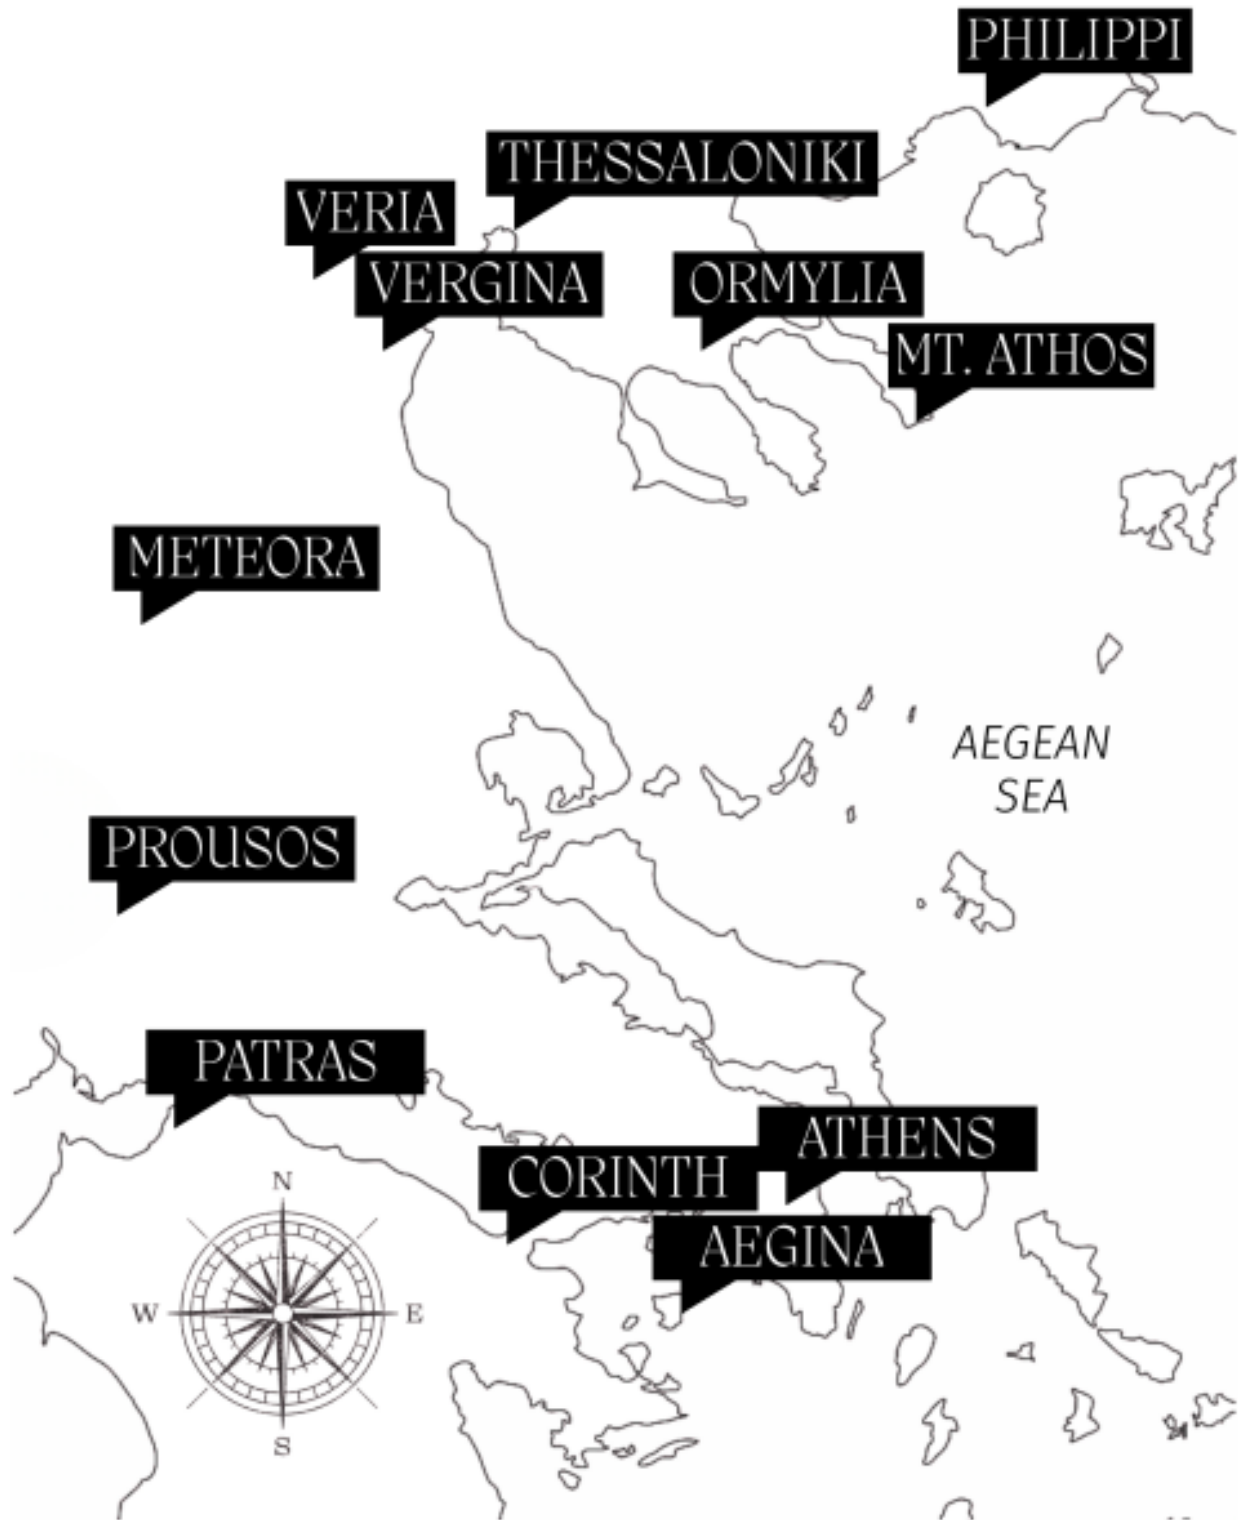 PHILIPPI
THESSALONIKI
VERIA
VERGINA
ORMYLIA
MT. ATHOS
METEORA
AEGEAN
SEA
PROUSOS
PATRAS
ATHENS
CORINTH
AEGINA
N
W
E
S